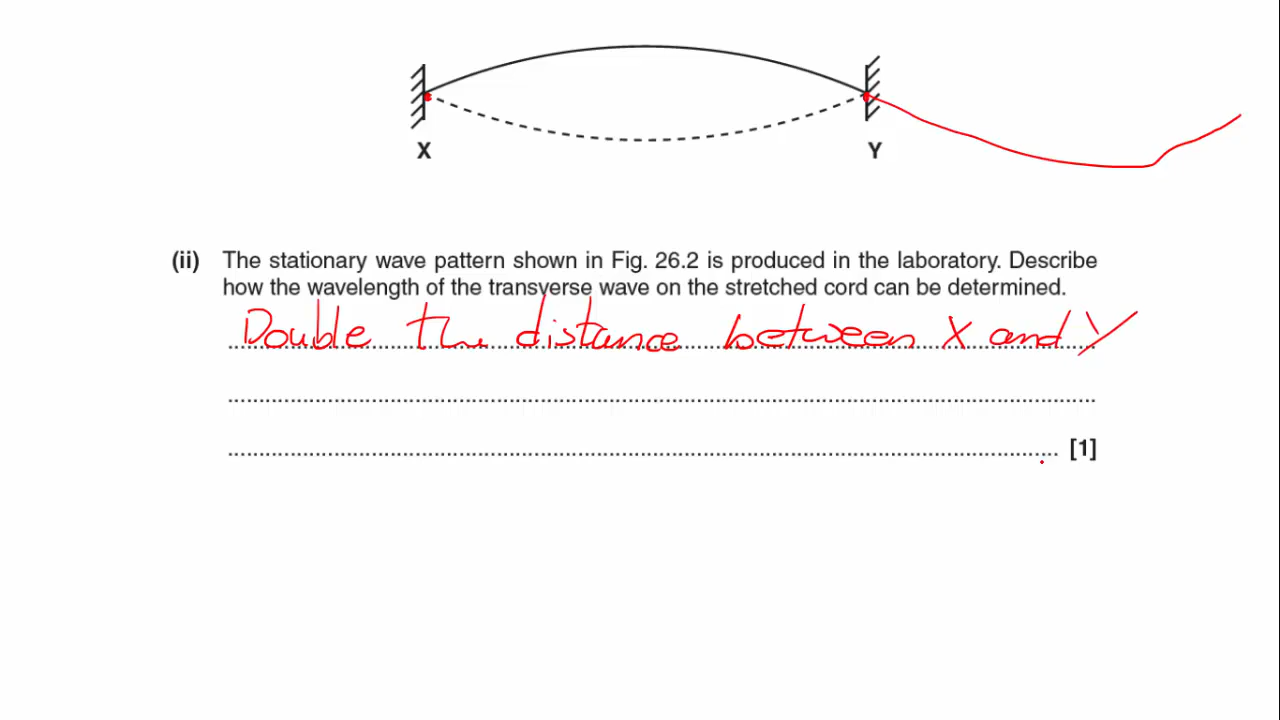 X Y
(ii) The stationary wave pattern shown in Fig. 26.2 is produced in the laboratory. Describe
how the wavelength of the transverse wave on the stretched cord can be determined.
Double the distance between X and Y
[1]